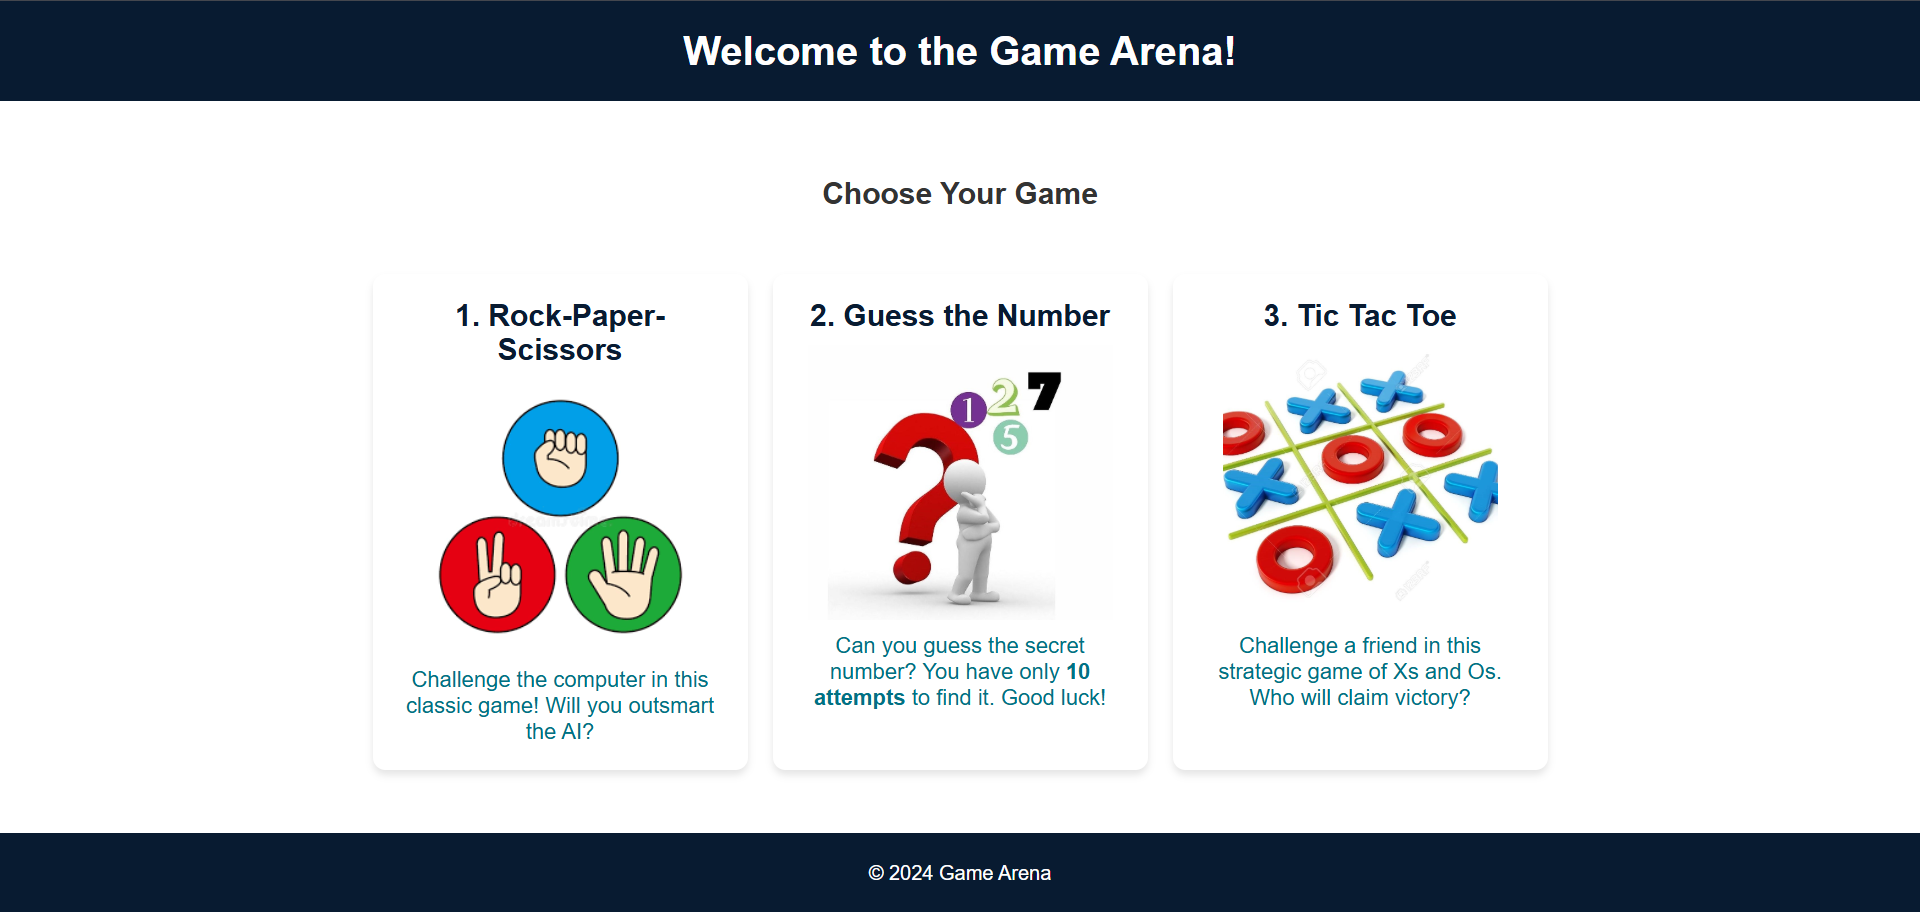 Welcome to the Game Arena!
Choose Your Game
1. Rock-Paper-
Scissors
Challenge the computer in this
classic game! Will you outsmart
the AI?
2. Guess the Number
1
2
7
5
?
Can you guess the secret
number? You have only 10
attempts to find it. Good luck!
3. Tic Tac Toe
Challenge a friend in this
strategic game of Xs and Os.
Who will claim victory?
© 2024 Game Arena